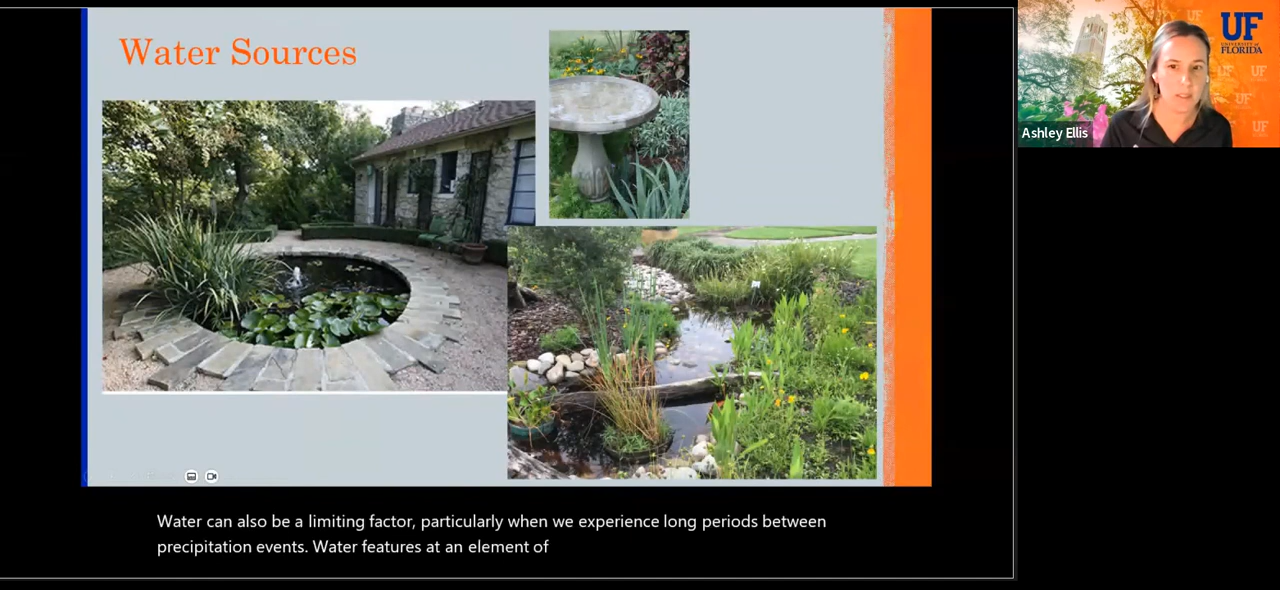 Water Sources
UF
UNIVERSITY of
FLORIDA
Ashley Ellis
Water can also be a limiting factor, particularly when we experience long periods between
precipitation events. Water features at an element of